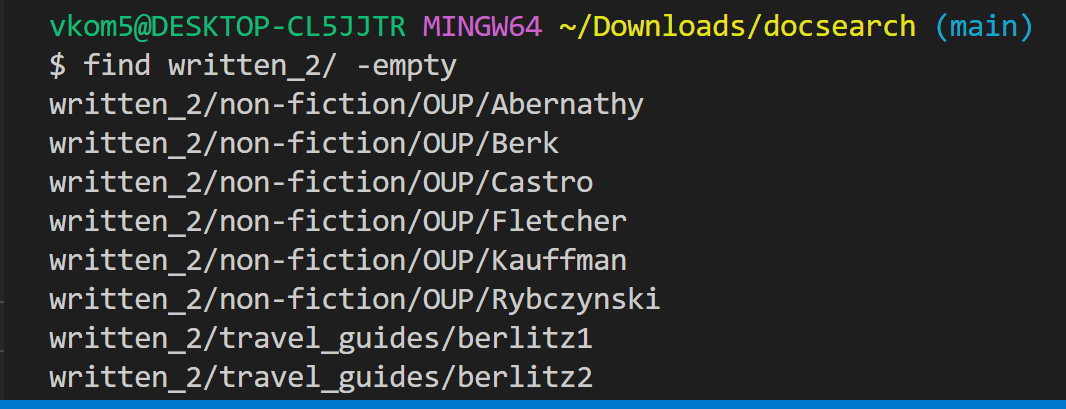 vkom5@DESKTOP-CL5JJTR MINGW64 ~/Downloads/docsearch (main)
$ find written_2/ -empty
written_2/non-fiction/OUP/Abernathy
written_2/non-fiction/OUP/Berk
written_2/non-fiction/OUP/Castro
written_2/non-fiction/OUP/Fletcher
written_2/non-fiction/OUP/Kauffman
written_2/non-fiction/OUP/Rybczynski
written_2/travel_guides/berlitz1
written_2/travel_guides/berlitz2